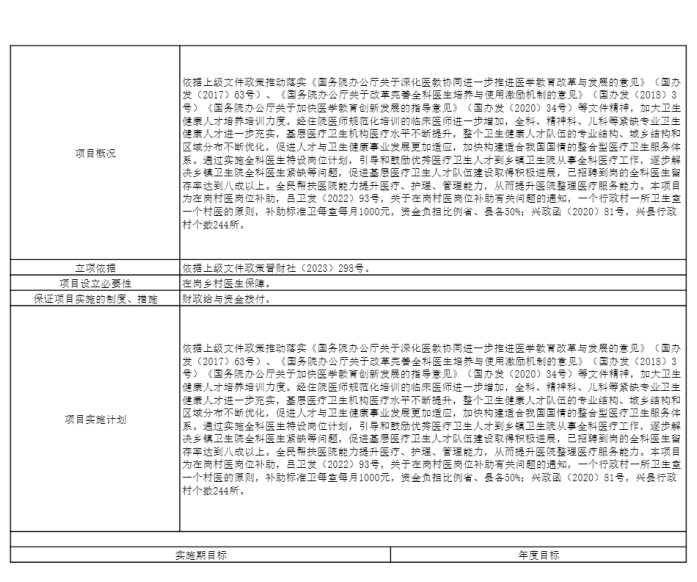 依据上级文件政策推动落实《国务院办公厅关于深化医教协同进一步推进医学教育改革与发展的意见》（国办
发（2017）63号）、《国务院办公厅关于改革完善全科医生培养与使用激励机制的意见》（国办发（2018）3
号）《国务院办公厅关于加快医学教育创新发展的指导意见》（国办发（2020）34号）等文件精神，加大卫生
健康人才培养培训力度。经住院医师规范化培训的临床医师进一步增加，全科、精神科、儿科等紧缺专业卫生
健康人才进一步充实，基层医疗卫生机构医疗水平不断提升，整个卫生健康人才队伍的专业结构、城乡结构和
区域分布不断优化，促进人才与卫生健康事业发展更加适应，加快构建适合我国国情的整合型医疗卫生服务体
系。通过实施全科医生特设岗位计划，引导和鼓励优秀医疗卫生人才到乡镇卫生院从事全科医疗工作，逐步解
决乡镇卫生院全科医生紧缺等问题，促进基层医疗卫生人才队伍建设取得积极进展，已招聘到岗的全科医生留
存率达到八成以上。全民帮扶医院能力提升医疗、护理、管理能力，从而提升医院整理医疗服务能力。本项目
为在岗村医岗位补助，吕卫发（2022）93号，关于在岗村医岗位补助有关问题的通知，一个行政村一所卫生室
一个村医的原则，补助标准卫每室每月1000元，资金负担比例省、县各50%；兴政函（2020）81号，兴县行政
村个数244所。
项目概况
立项依据 依据上级文件政策晋财社（2023）298号。
项目设立必要性 在岗乡村医生保障。
保证项目实施的制度、措施 财政给与资金拨付。
依据上级文件政策推动落实《国务院办公厅关于深化医教协同进一步推进医学教育改革与发展的意见》（国办
发（2017）63号）、《国务院办公厅关于改革完善全科医生培养与使用激励机制的意见》（国办发（2018）3
号）《国务院办公厅关于加快医学教育创新发展的指导意见》（国办发（2020）34号）等文件精神，加大卫生
健康人才培养培训力度。经住院医师规范化培训的临床医师进一步增加，全科、精神科、儿科等紧缺专业卫生
健康人才进一步充实，基层医疗卫生机构医疗水平不断提升，整个卫生健康人才队伍的专业结构、城乡结构和
区域分布不断优化，促进人才与卫生健康事业发展更加适应，加快构建适合我国国情的整合型医疗卫生服务体
系。通过实施全科医生特设岗位计划，引导和鼓励优秀医疗卫生人才到乡镇卫生院从事全科医疗工作，逐步解
决乡镇卫生院全科医生紧缺等问题，促进基层医疗卫生人才队伍建设取得积极进展，已招聘到岗的全科医生留
存率达到八成以上。全民帮扶医院能力提升医疗、护理、管理能力，从而提升医院整理医疗服务能力。本项目
为在岗村医岗位补助，吕卫发（2022）93号，关于在岗村医岗位补助有关问题的通知，一个行政村一所卫生室
一个村医的原则，补助标准卫每室每月1000元，资金负担比例省、县各50%；兴政函（2020）81号，兴县行政
村个数244所。
项目实施计划
实施期目标 年度目标